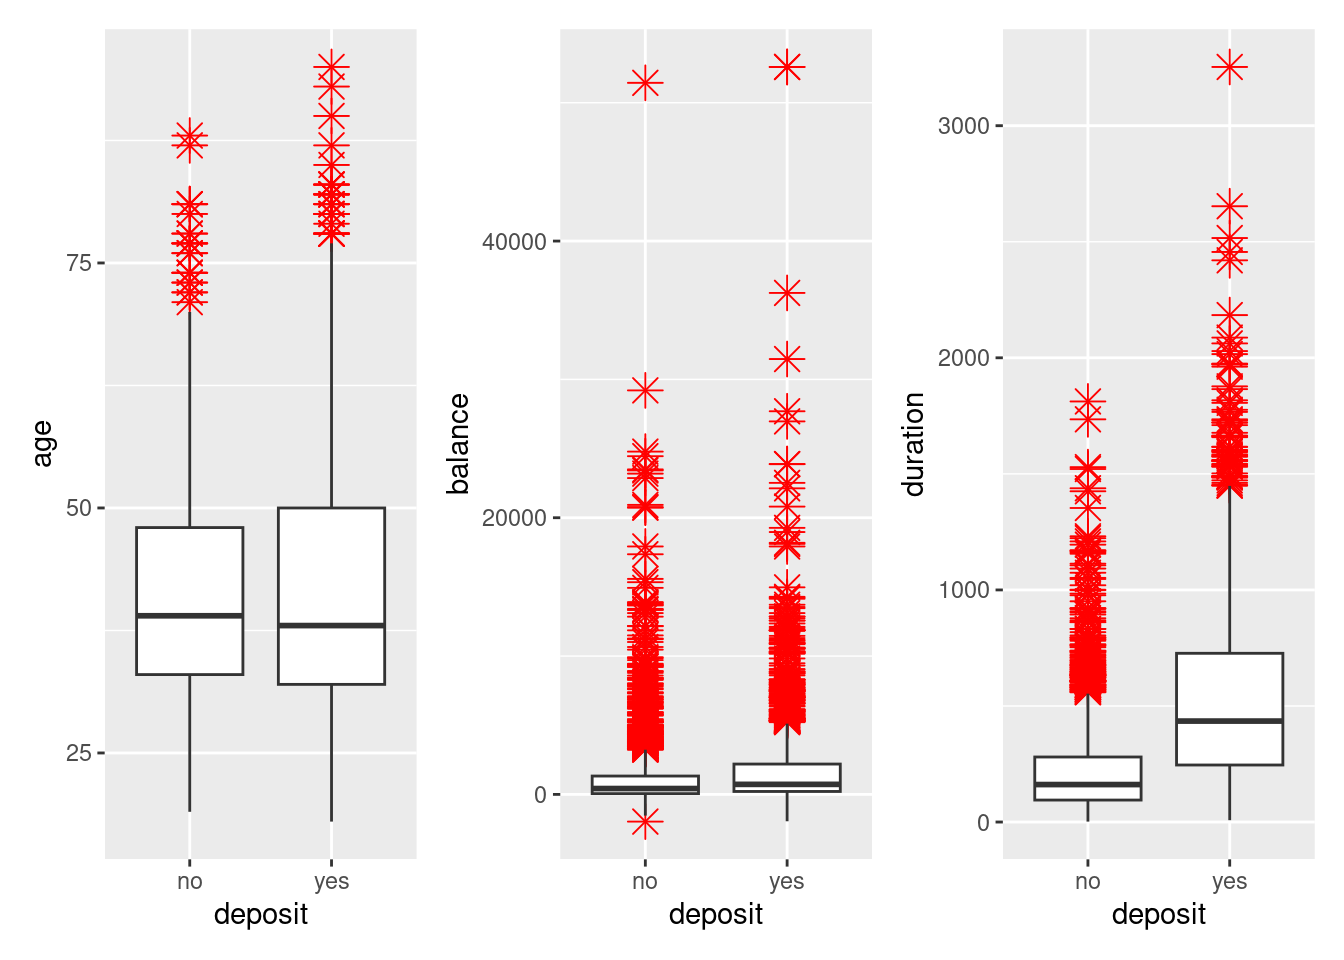 age
75
50
25
no
yes
deposit
balance
40000
20000
0
no
yes
deposit
duration
3000
2000
1000
0
no
yes
deposit